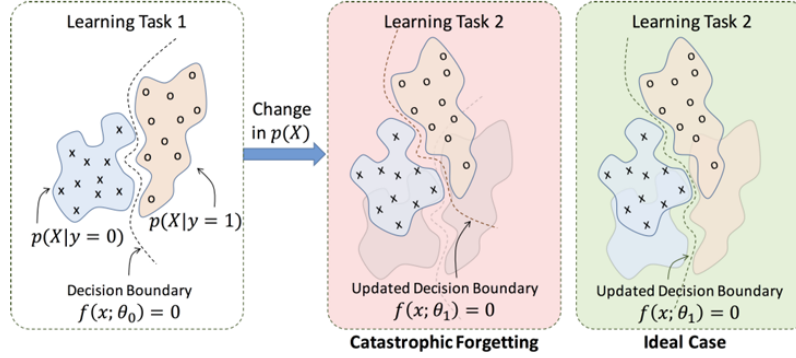 Learning Task 1
p(X|y = 0)
p(X|y = 1)
Decision Boundary
f(x; θ₀) = 0
Change
in p(X)
Learning Task 2
Updated Decision Boundary
f(x; θ₁) = 0
Catastrophic Forgetting
Learning Task 2
Updated Decision Boundary
f(x; θ₁) = 0
Ideal Case